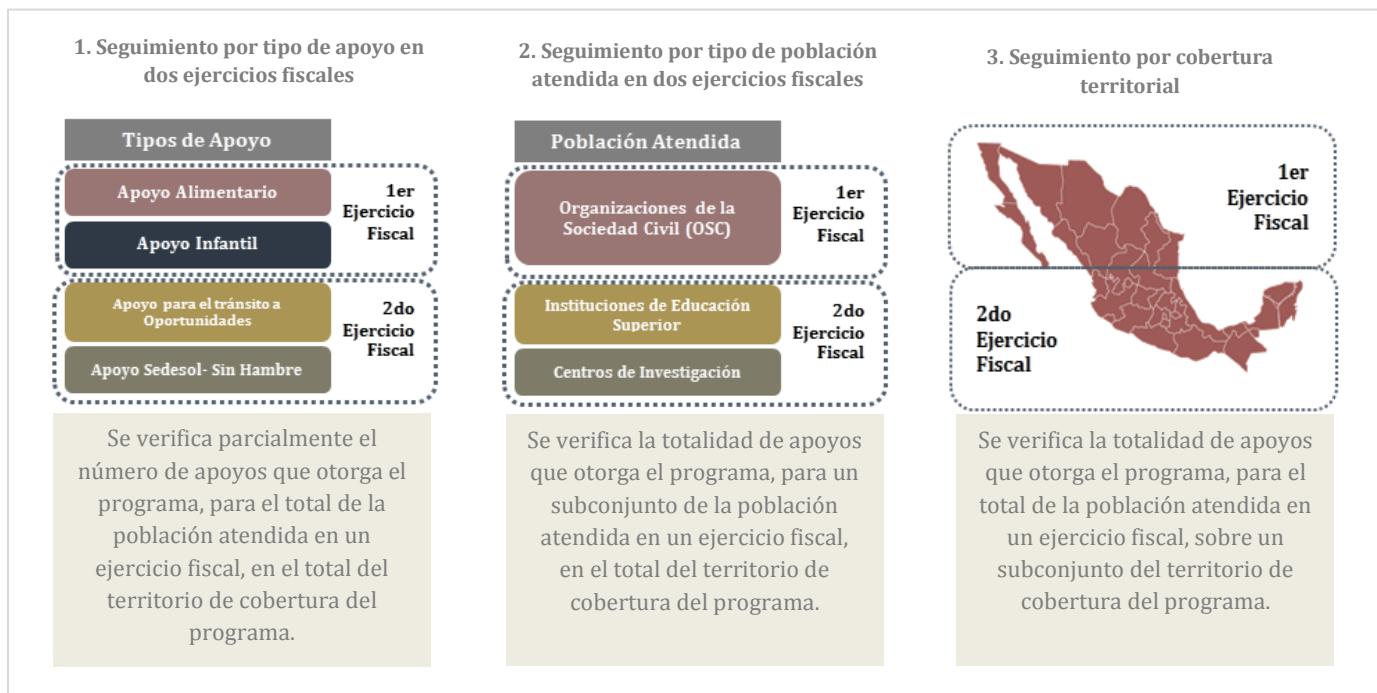 1. Seguimiento por tipo de apoyo en
dos ejercicios fiscales
Tipos de Apoyo
Apoyo Alimentario
Apoyo Infantil
1er
Ejercicio
Fiscal
Apoyo para el tránsito a
Oportunidades
Apoyo Sedesol- Sin Hambre
2do
Ejercicio
Fiscal
Se verifica parcialmente el
número de apoyos que otorga el
programa, para el total de la
población atendida en un
ejercicio fiscal, en el total del
territorio de cobertura del
programa.
2. Seguimiento por tipo de población
atendida en dos ejercicios fiscales
Población Atendida
Organizaciones de la
Sociedad Civil (OSC)
1er
Ejercicio
Fiscal
Instituciones de Educación
Superior
Centros de Investigación
2do
Ejercicio
Fiscal
Se verifica la totalidad de apoyos
que otorga el programa, para un
subconjunto de la población
atendida en un ejercicio fiscal,
en el total del territorio de
cobertura del programa.
3. Seguimiento por cobertura
territorial
1er
Ejercicio
Fiscal
2do
Ejercicio
Fiscal
Se verifica la totalidad de apoyos
que otorga el programa, para el
total de la población atendida en
un ejercicio fiscal, sobre un
subconjunto del territorio de
cobertura del programa.